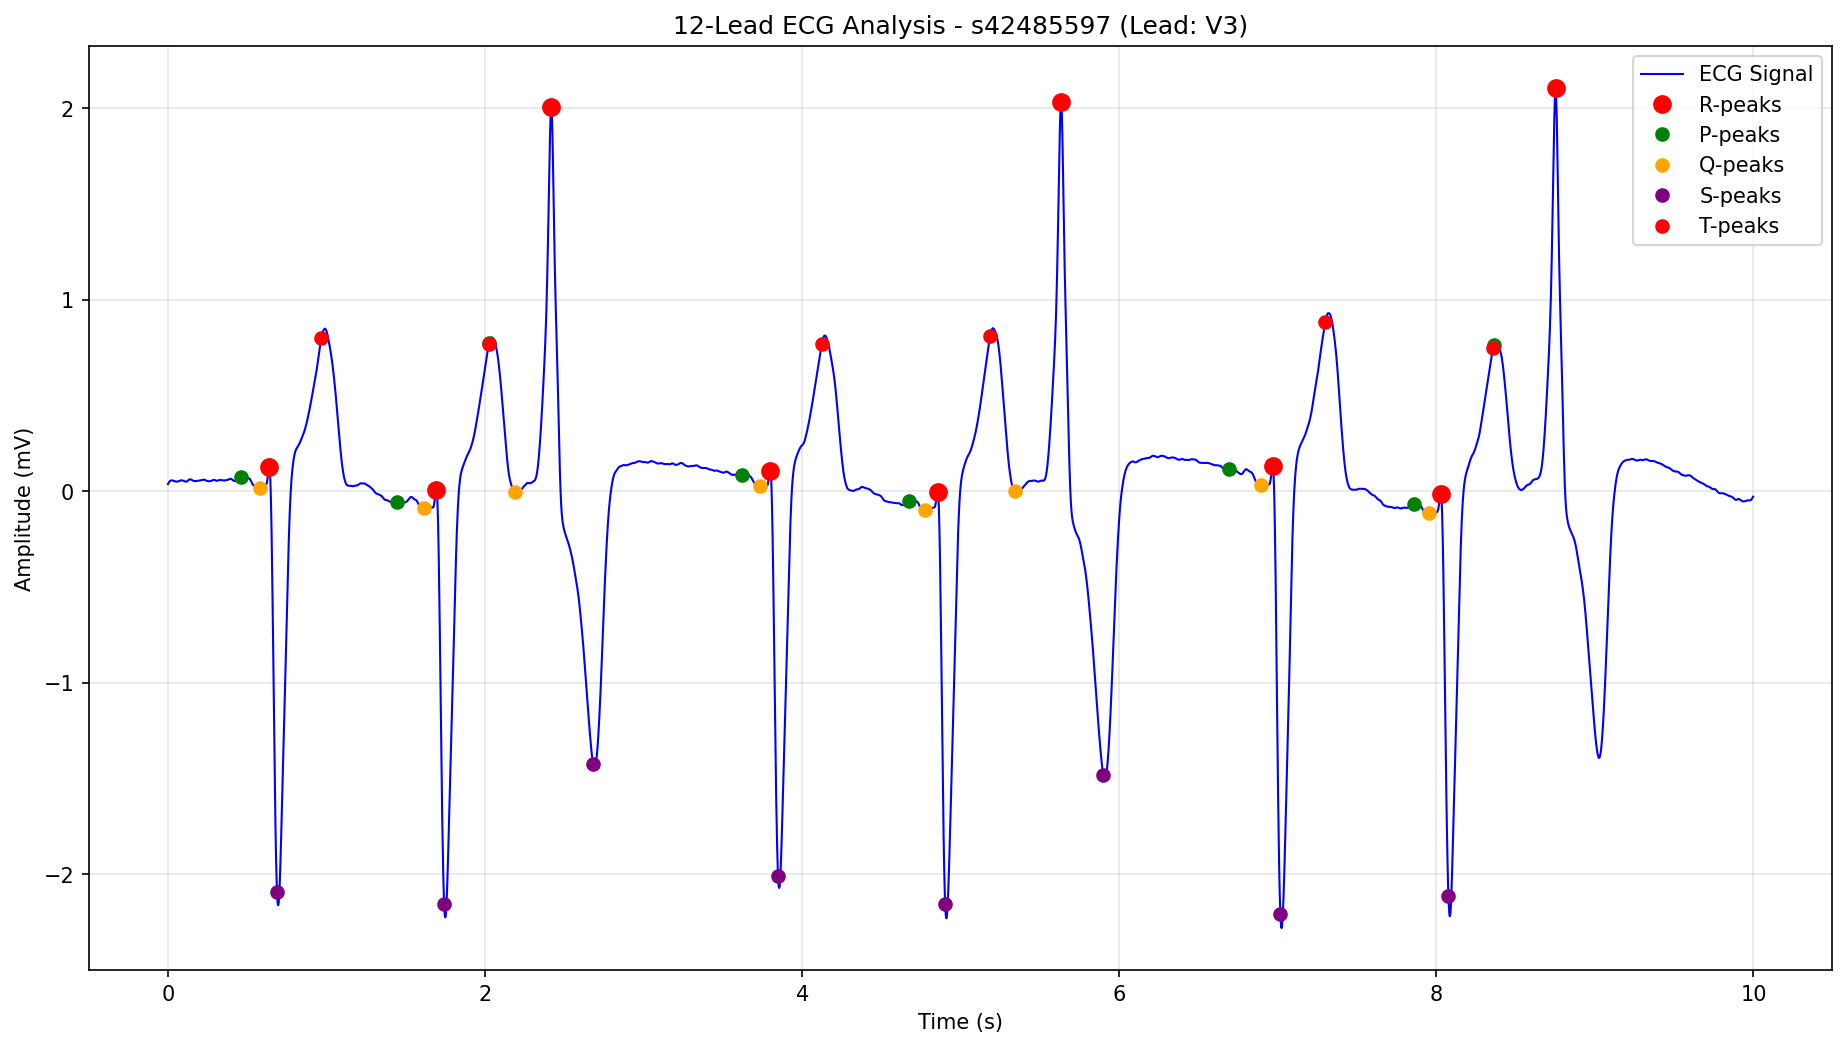 12-Lead ECG Analysis - s42485597 (Lead: V3)
ECG Signal
R-peaks
P-peaks
Q-peaks
S-peaks
T-peaks
Amplitude (mV)
2
1
0
−1
−2
0 2 4 6 8 10
Time (s)